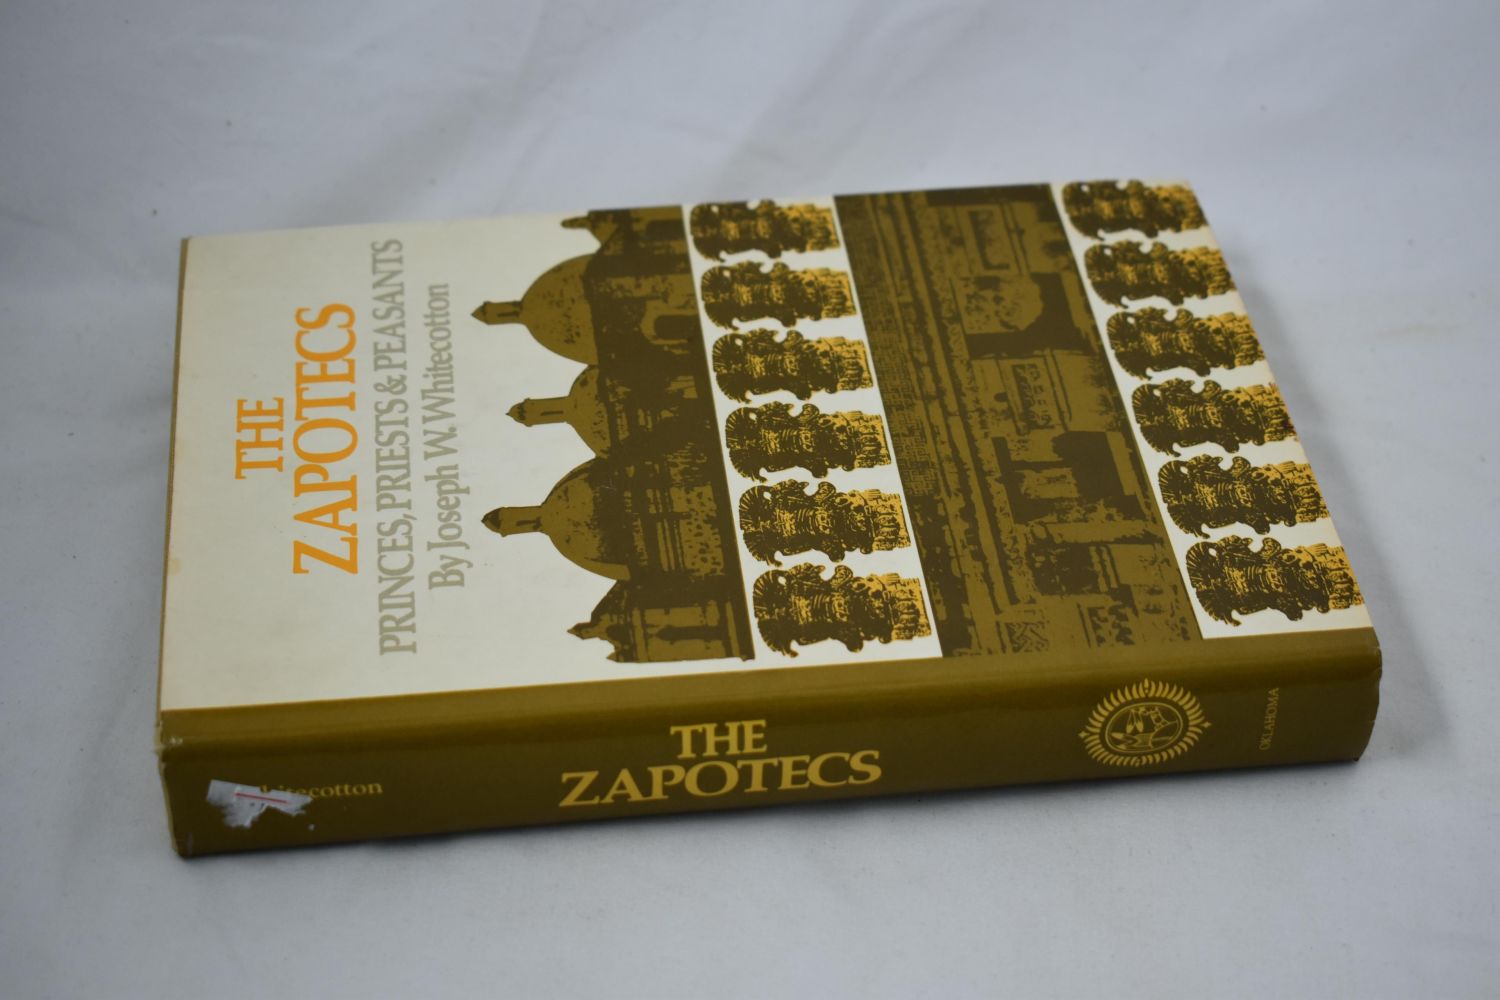 THE
ZAPOTECS
PRINCES, PRIESTS & PEASANTS
By Joseph W. Whitecotton
THE
ZAPOTECS
OKLAHOMA